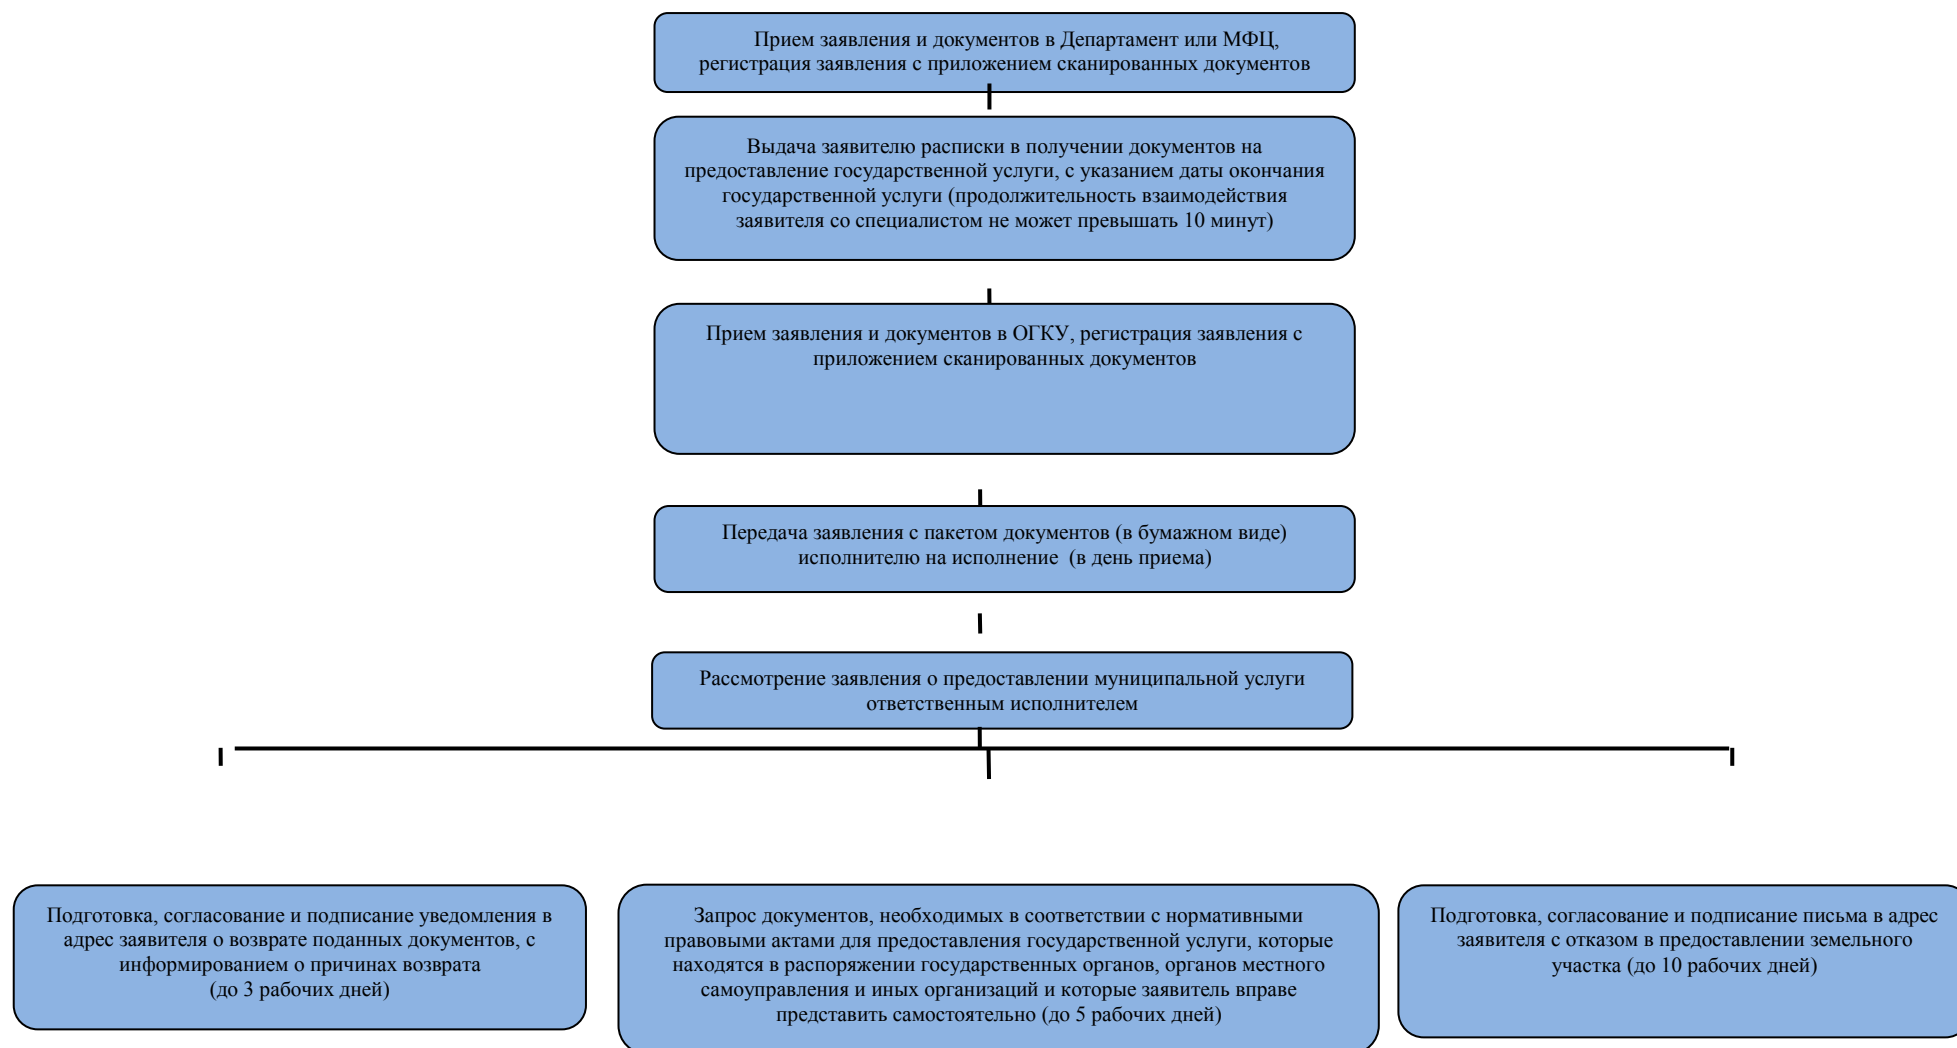 Прием заявления и документов в Департамент или МФЦ,
регистрация заявления с приложением сканированных документов
Выдача заявителю расписки в получении документов на
предоставление государственной услуги, с указанием даты окончания
государственной услуги (продолжительность взаимодействия
заявителя со специалистом не может превышать 10 минут)
Прием заявления и документов в ОГКУ, регистрация заявления с
приложением сканированных документов
Передача заявления с пакетом документов (в бумажном виде)
исполнителю на исполнение (в день приема)
Рассмотрение заявления о предоставлении муниципальной услуги
ответственным исполнителем
Подготовка, согласование и подписание уведомления в
адрес заявителя о возврате поданных документов, с
информированием о причинах возврата
(до 3 рабочих дней)
Запрос документов, необходимых в соответствии с нормативными
правовыми актами для предоставления государственной услуги, которые
находятся в распоряжении государственных органов, органов местного
самоуправления и иных организаций и которые заявитель вправе
представить самостоятельно (до 5 рабочих дней)
Подготовка, согласование и подписание письма в адрес
заявителя с отказом в предоставлении земельного
участка (до 10 рабочих дней)